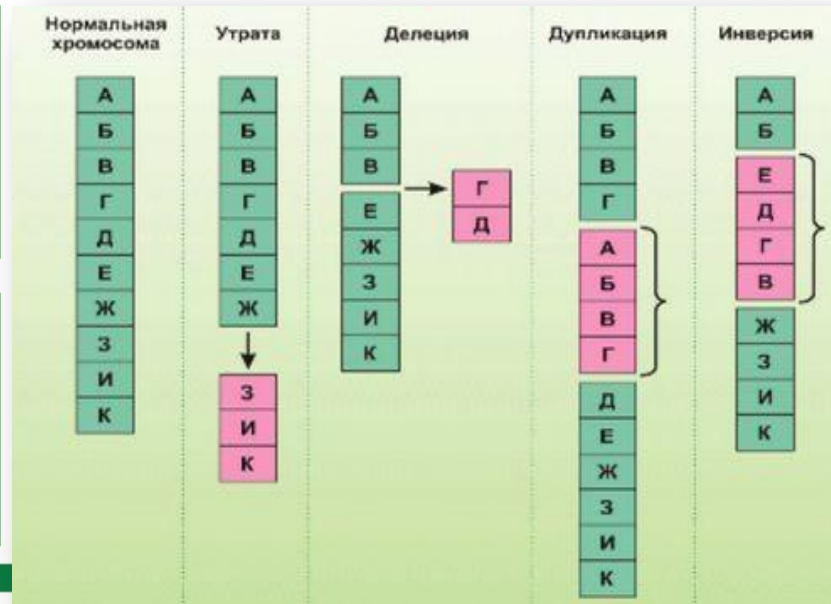 Нормальная
хромосома
А
Б
В
Г
Д
Е
Ж
З
И
К
Утрата
А
Б
В
Г
Д
Е
Ж
З
И
К
Делеция
А
Б
В
Е
Ж
З
И
К
Г
Д
Дупликация
А
Б
В
Г
А
Б
В
Г
Д
Е
Ж
З
И
К
Инверсия
А
Б
Е
Д
Г
В
Ж
З
И
К